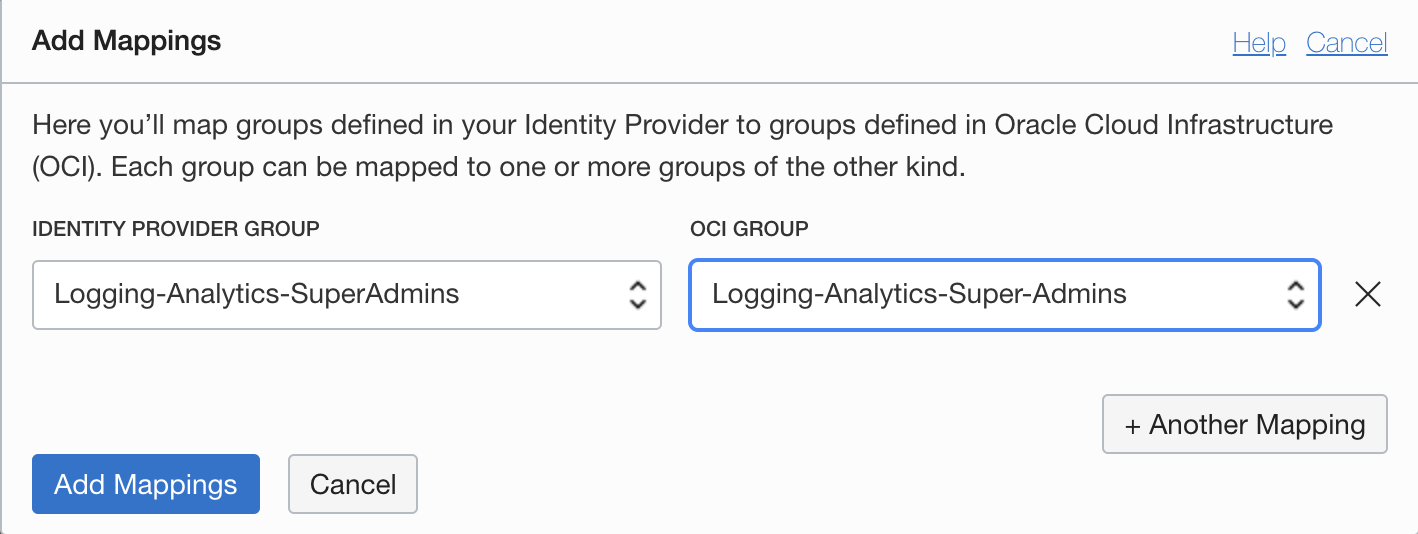 Add Mappings
Help Cancel
Here you’ll map groups defined in your Identity Provider to groups defined in Oracle Cloud Infrastructure
(OCI). Each group can be mapped to one or more groups of the other kind.
IDENTITY PROVIDER GROUP
OCI GROUP
Logging-Analytics-SuperAdmins
Logging-Analytics-Super-Admins
+ Another Mapping
Add Mappings
Cancel